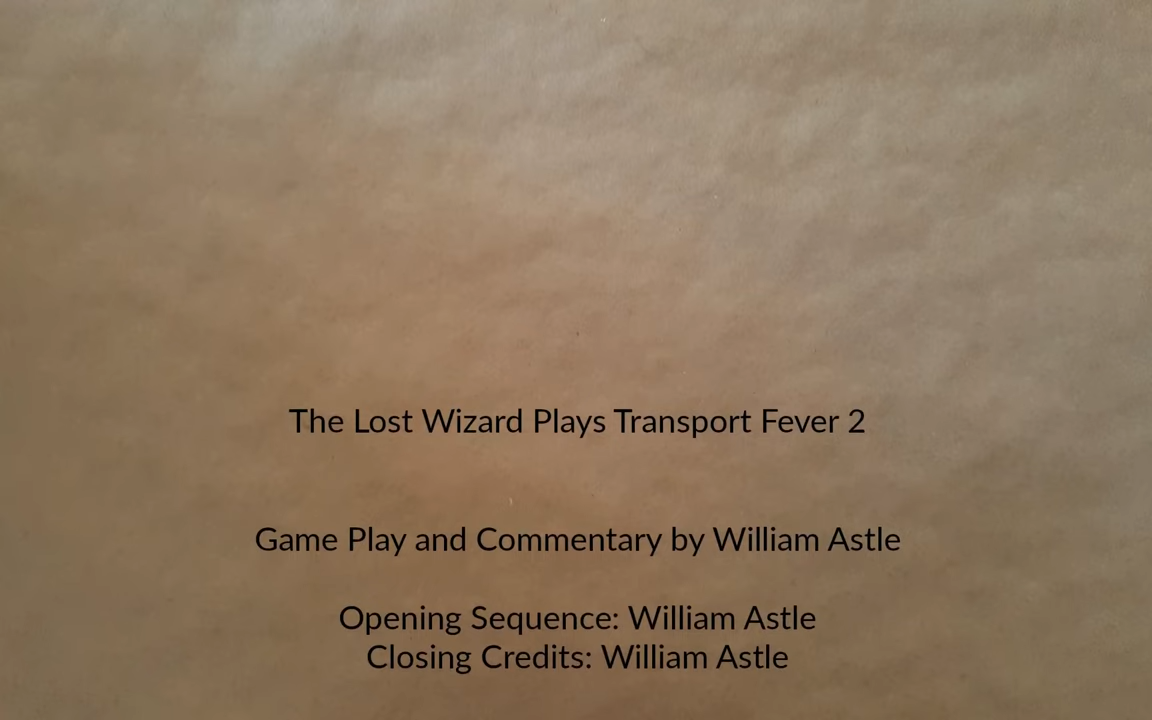 The Lost Wizard Plays Transport Fever 2
Game Play and Commentary by William Astle
Opening Sequence: William Astle
Closing Credits: William Astle